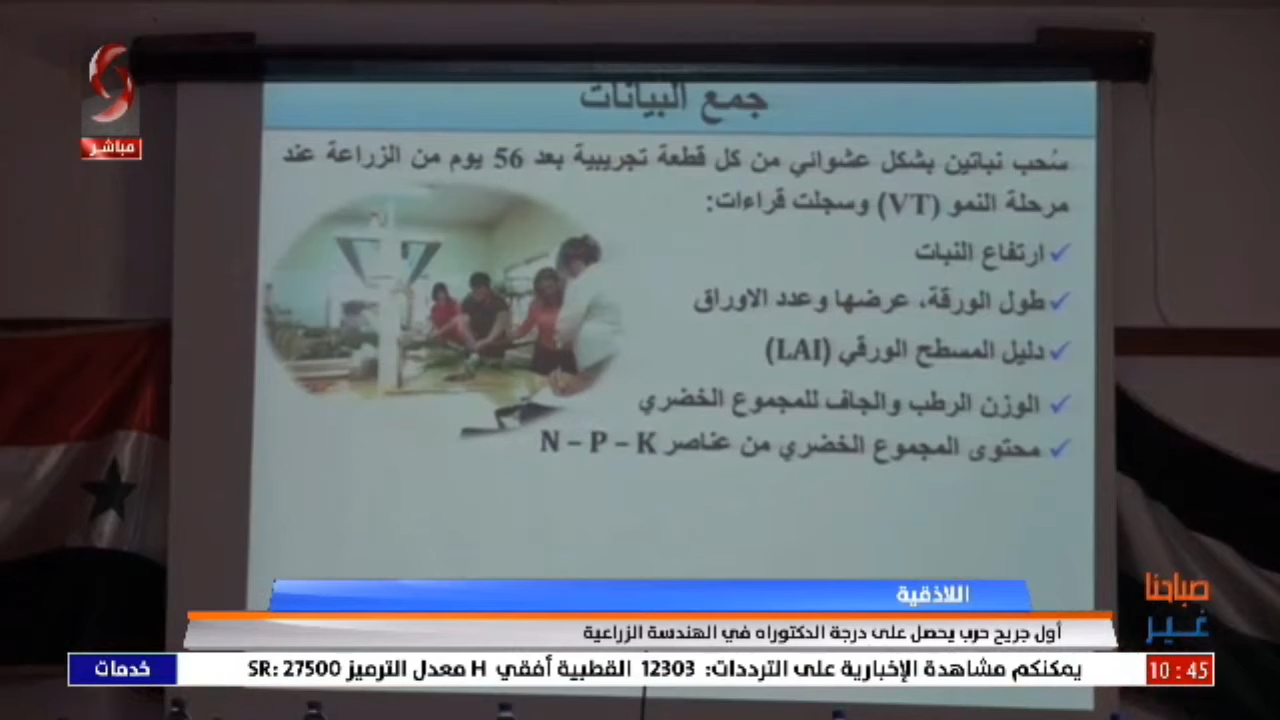 جمع البيانات
سُحب نباتين بشكل عشوائي من كل قطعة تجريبية بعد 56 يوم من الزراعة عند
مرحلة النمو (VT) وسجلت قراءات:
✓ ارتفاع النبات
✓ طول الورقة، عرضها وعدد الاوراق
✓ دليل المسطح الورقي (LAI)
✓ الوزن الرطب والجاف للمجموع الخضري
✓ محتوى المجموع الخضري من عناصر N – P – K
مباشر
اللاذقية
أول جريح حرب يحصل على درجة الدكتوراه في الهندسة الزراعية
صباحنا
غير
10:45
يمكنكم مشاهدة الإخبارية على الترددات: 12303 القطبية أفقي H معدل الترميز SR: 27500
خدمات